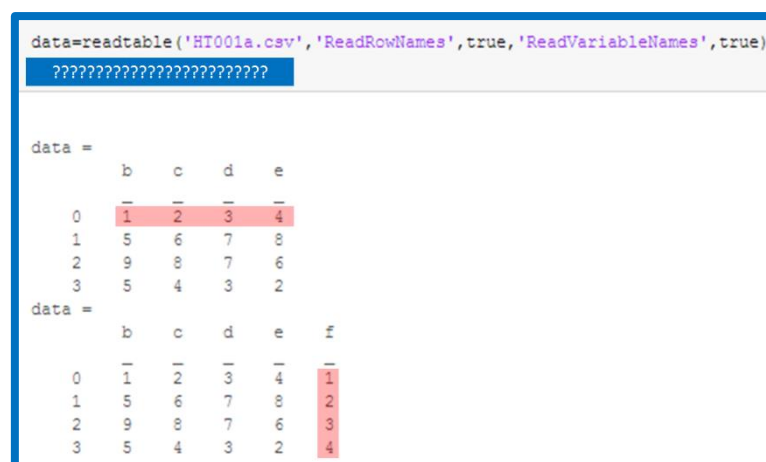 data=readtable('HT001a.csv','ReadRowNames',true,'ReadVariableNames',true)
?????????????????????????
data =
b c d e
_ _ _ _
0 1 2 3 4
1 5 6 7 8
2 9 8 7 6
3 5 4 3 2
data =
b c d e f
_ _ _ _ _
0 1 2 3 4 1
1 5 6 7 8 2
2 9 8 7 6 3
3 5 4 3 2 4